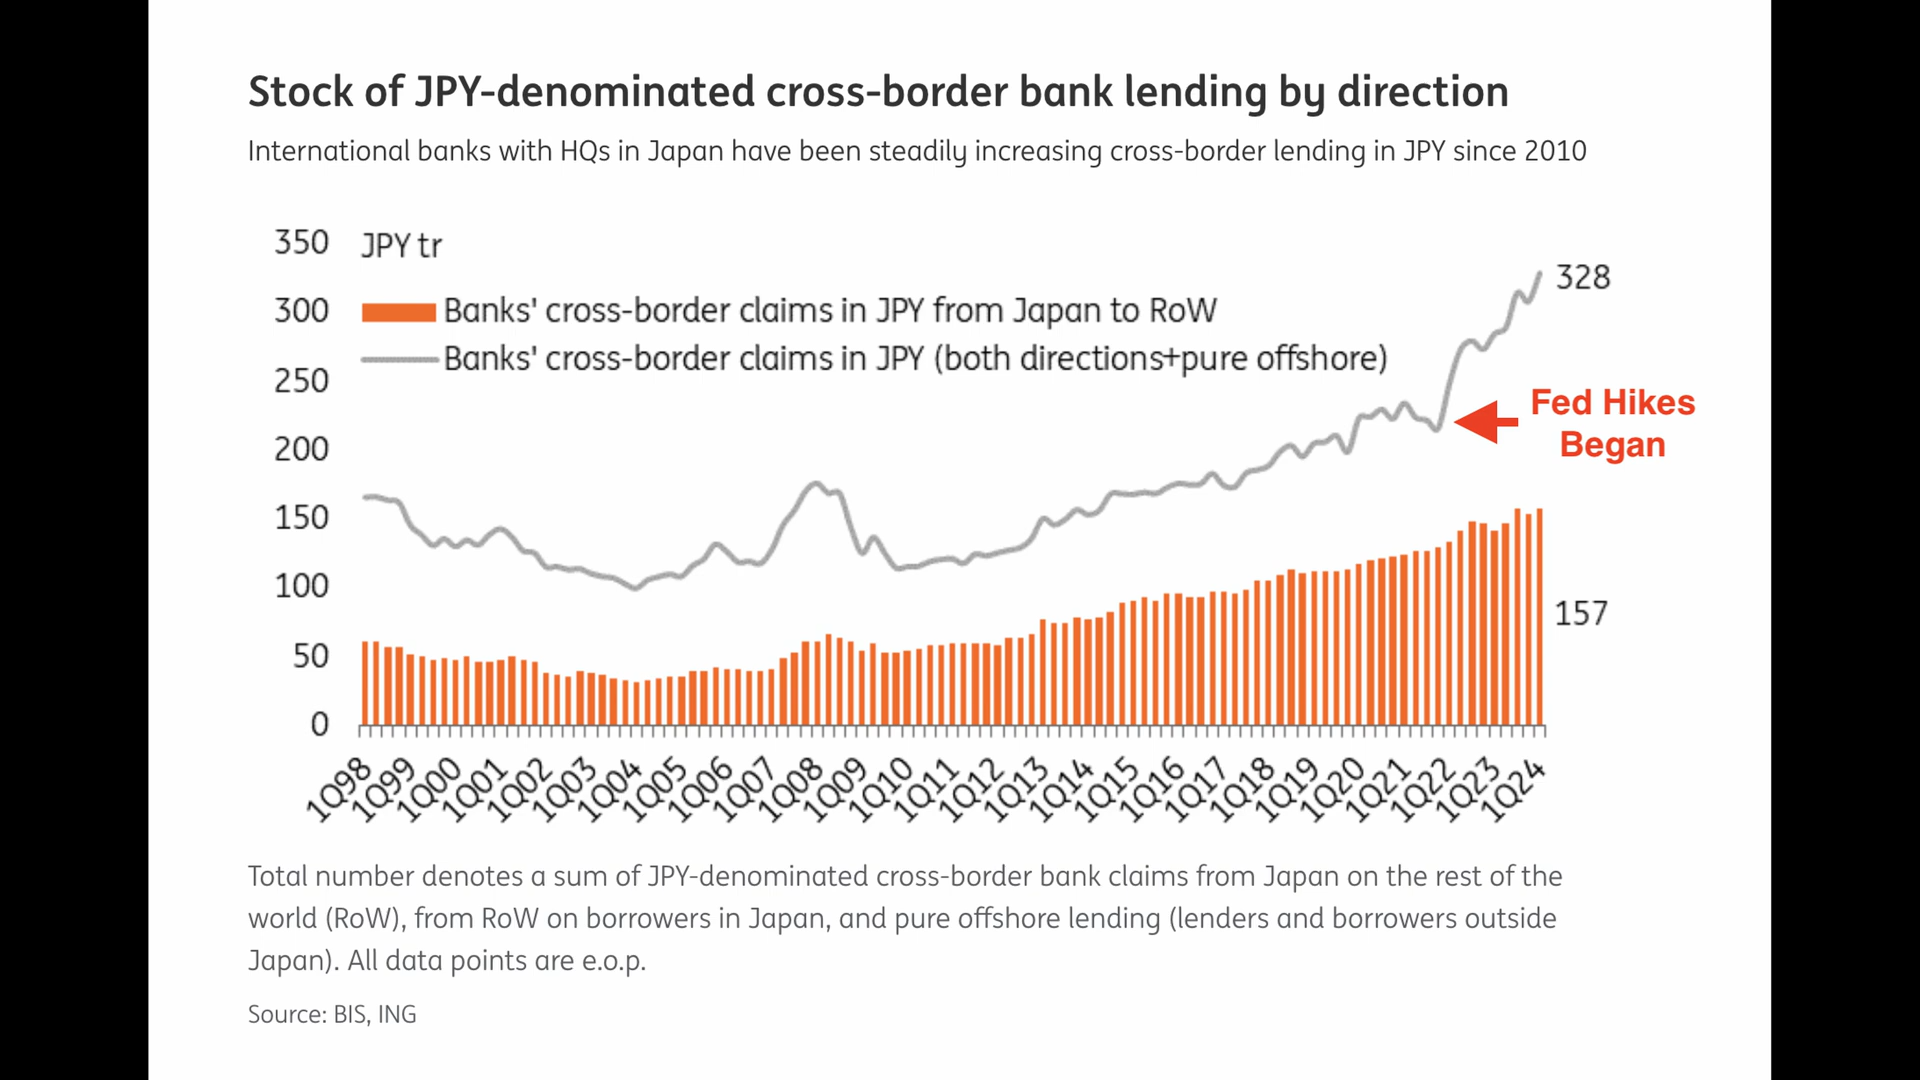 Stock of JPY-denominated cross-border bank lending by direction
International banks with HQs in Japan have been steadily increasing cross-border lending in JPY since 2010
350
JPY tr
300
Banks' cross-border claims in JPY from Japan to RoW
Banks' cross-border claims in JPY (both directions+pure offshore)
250
200
150
100
50
0
328
Fed Hikes
Began
157
1Q98
1Q99
1Q00
1Q01
1Q02
1Q03
1Q04
1Q05
1Q06
1Q07
1Q08
1Q09
1Q10
1Q11
1Q12
1Q13
1Q14
1Q15
1Q16
1Q17
1Q18
1Q19
1Q20
1Q21
1Q22
1Q23
1Q24
Total number denotes a sum of JPY-denominated cross-border bank claims from Japan on the rest of the
world (RoW), from RoW on borrowers in Japan, and pure offshore lending (lenders and borrowers outside
Japan). All data points are e.o.p.
Source: BIS, ING